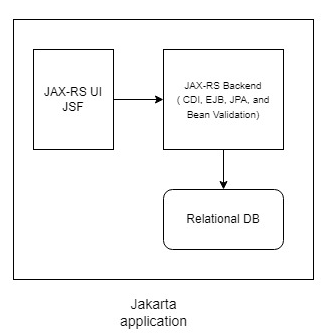 JAX-RS UI
JSF
JAX-RS Backend
( CDI, EJB, JPA, and
Bean Validation)
Relational DB
Jakarta
application